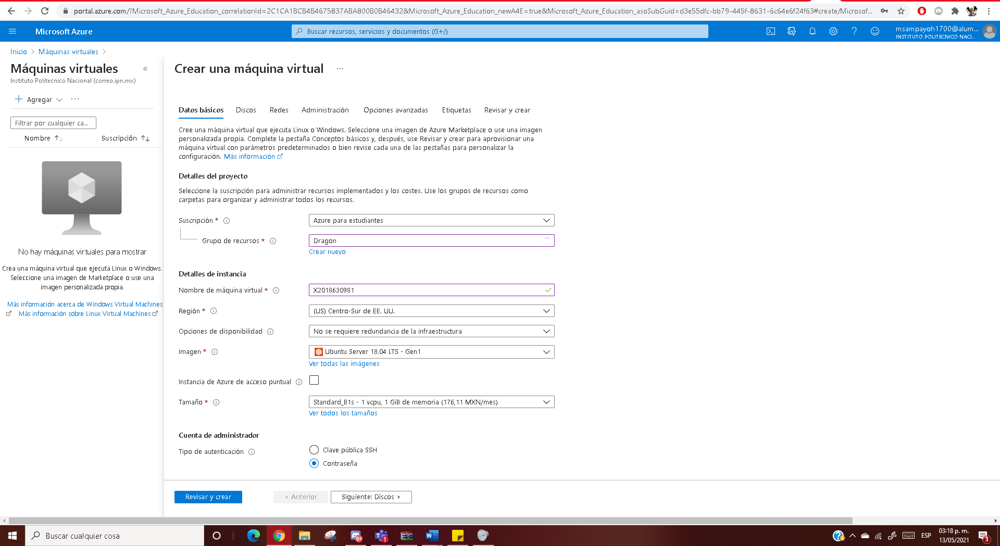 portal.azure.com/?Microsoft_Azure_Education_correlationId=2C1CA1BCB4B4675837ABA800B0B46432&Microsoft_Azure_Education_newA4E=true&Microsoft_Azure_Education_asoSubGuid=d3e55dfc-bb79-445f-8631-6c64e6f24f63#create/Microsof...
Microsoft Azure
Buscar recursos, servicios y documentos (G+/)
msampayoh1700@alum...
INSTITUTO POLITECNICO NACI...
Inicio > Máquinas virtuales >
Máquinas virtuales
«
Instituto Politecnico Nacional (correo.ipn.mx)
+ Agregar ...
Filtrar por cualquier ca...
Nombre ↑↓ Suscripción ↑↓
No hay máquinas virtuales para mostrar
Crea una máquina virtual que ejecuta Linux o Windows.
Seleccione una imagen de Marketplace o use una
imagen personalizada propia.
Más información acerca de Windows Virtual Machines
Más información sobre Linux Virtual Machines
Crear una máquina virtual ...
Datos básicos Discos Redes Administración Opciones avanzadas Etiquetas Revisar y crear
Cree una máquina virtual que ejecuta Linux o Windows. Seleccione una imagen de Azure Marketplace o use una imagen
personalizada propia. Complete la pestaña Conceptos básicos y, después, use Revisar y crear para aprovisionar una
máquina virtual con parámetros predeterminados o bien revise cada una de las pestañas para personalizar la
configuración. Más información
Detalles del proyecto
Seleccione la suscripción para administrar recursos implementados y los costes. Use los grupos de recursos como
carpetas para organizar y administrar todos los recursos.
Suscripción * Azure para estudiantes
Grupo de recursos * Dragon
Crear nuevo
Detalles de instancia
Nombre de máquina virtual * X2018630981
Región * (US) Centro-Sur de EE. UU.
Opciones de disponibilidad No se requiere redundancia de la infraestructura
Imagen * Ubuntu Server 18.04 LTS - Gen1
Ver todas las imágenes
Instancia de Azure de acceso puntual
Tamaño * Standard_B1s - 1 vcpu, 1 GiB de memoria (176,11 MXN/mes)
Ver todos los tamaños
Cuenta de administrador
Tipo de autenticación Clave pública SSH
Contraseña
Revisar y crear < Anterior Siguiente: Discos >
Buscar cualquier cosa
9+
1
ESP
03:18 p. m.
13/05/2021
3